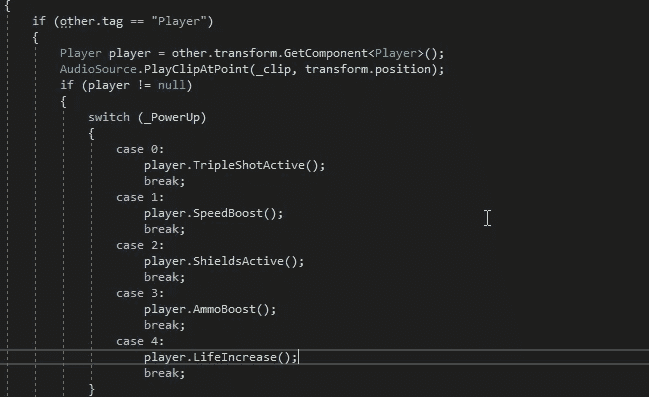 {
if (other.tag == "Player")
{
Player player = other.transform.GetComponent<Player>();
AudioSource.PlayClipAtPoint(_clip, transform.position);
if (player != null)
{
switch (_PowerUp)
{
case 0:
player.TripleShotActive();
break;
case 1:
player.SpeedBoost();
break;
case 2:
player.ShieldsActive();
break;
case 3:
player.AmmoBoost();
break;
case 4:
player.LifeIncrease();
break;
}